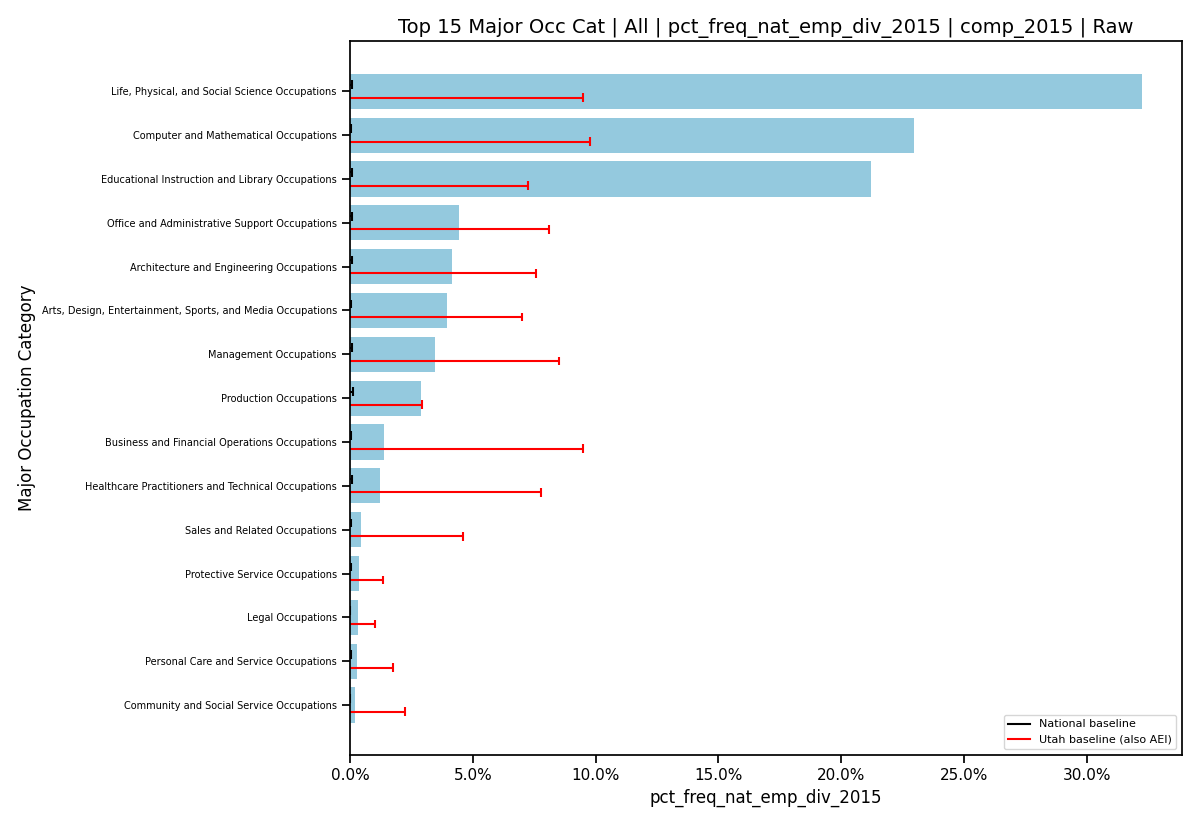 Top 15 Major Occ Cat | All | pct_freq_nat_emp_div_2015 | comp_2015 | Raw
Major Occupation Category
Life, Physical, and Social Science Occupations
Computer and Mathematical Occupations
Educational Instruction and Library Occupations
Office and Administrative Support Occupations
Architecture and Engineering Occupations
Arts, Design, Entertainment, Sports, and Media Occupations
Management Occupations
Production Occupations
Business and Financial Operations Occupations
Healthcare Practitioners and Technical Occupations
Sales and Related Occupations
Protective Service Occupations
Legal Occupations
Personal Care and Service Occupations
Community and Social Service Occupations
National baseline
Utah baseline (also AEI)
0.0% 5.0% 10.0% 15.0% 20.0% 25.0% 30.0%
pct_freq_nat_emp_div_2015